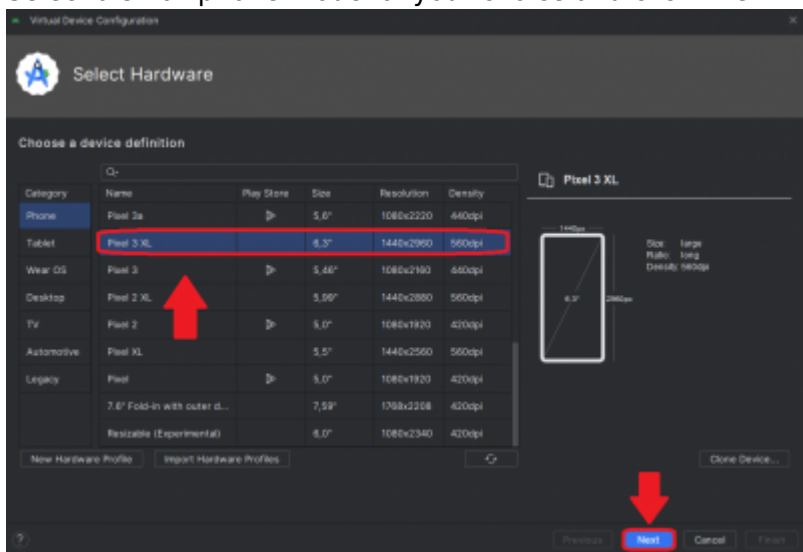 Virtual Device Configuration
Select Hardware
Choose a device definition
Category Name Play Store Size Resolution Density
Phone Pixel 3a 5,6" 1080x2220 440dpi
Tablet Pixel 3 XL 6,3" 1440x2960 560dpi
Wear OS Pixel 3 5,46" 1080x2160 440dpi
Desktop Pixel 2 XL 5,99" 1440x2880 560dpi
TV Pixel 2 5,0" 1080x1920 420dpi
Automotive Pixel XL 5,5" 1440x2560 560dpi
Legacy Pixel 5,0" 1080x1920 420dpi
7.6" Fold-in with outer d... 7,59" 1768x2208 420dpi
Resizable (Experimental) 6,0" 1080x2340 420dpi
New Hardware Profile Import Hardware Profiles
Pixel 3 XL
1440px
Size: large
Ratio: long
Density: 560dpi
6,3" 2960px
Clone Device...
? Previous Next Cancel Finish